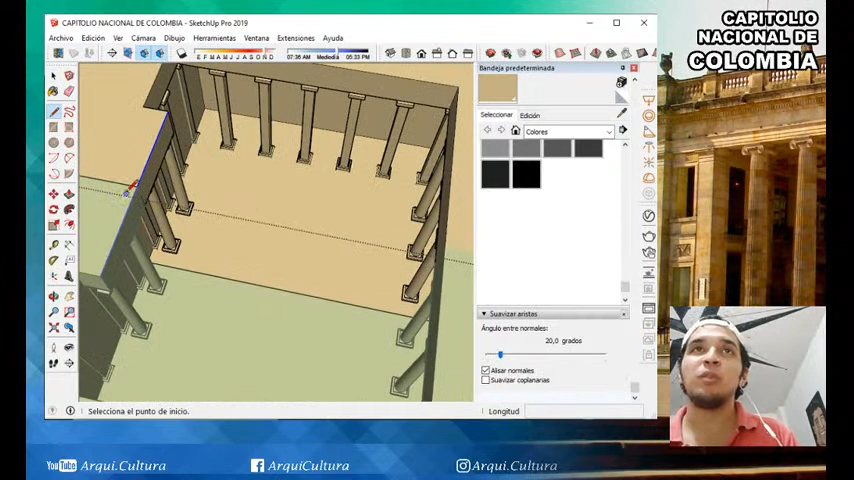 CAPITOLIO
NACIONAL DE
COLOMBIA
CAPITOLIO NACIONAL DE COLOMBIA - SketchUp Pro 2019
Archivo Edición Ver Cámara Dibujo Herramientas Ventana Extensiones Ayuda
E F M A M J J A S O N D 07:36 AM Mediodía 05:33 PM
Bandeja predeterminada
Seleccionar Edición
Colores
Suavizar aristas
Ángulo entre normales:
20,0 grados
Alisar normales
Suavizar coplanarias
Selecciona el punto de inicio.
Longitud
YouTube Arqui.Cultura
ArquiCultura
Arqui.Cultura